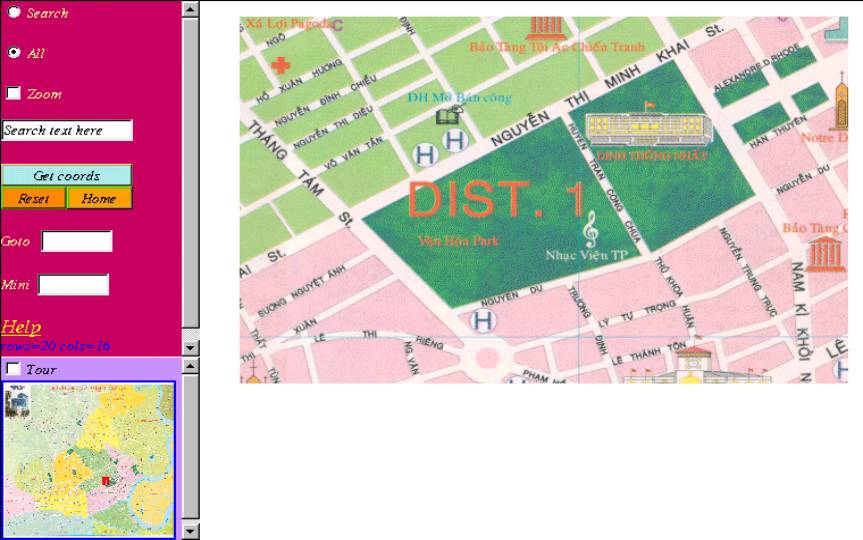 Search
All
Zoom
Search text here
Get coords
Reset
Home
Goto
Mini
Help
rows=20 cols=16
Tour
Xá Lợi Pagoda
NGÔ
ĐỊNH
Bảo Tàng Tội Ác Chiến Tranh
NGUYỄN THỊ MINH KHAI St.
ALEXANDRE D. RHODE
HỒ XUÂN HƯƠNG
NGUYỄN ĐÌNH CHIỂU
NGUYỄN THỊ DIỆU
VÕ VĂN TẦN
ĐH Mở Bán công
H
H
HÀN THUYÊN
Notre D
DINH THỐNG NHẤT
THÁNG TÁM St.
HUYỀN TRÂN CÔNG CHÚA
DIST. 1
NGUYỄN DU
Văn Hóa Park
Nhạc Viện TP
Bảo Tàng C
AI St.
SƯƠNG NGUYỆT ÁNH
NGUYỄN DU
TRƯƠNG ĐỊNH
THỦ KHOA HUÂN
NGUYỄN TRUNG TRỰC
NAM KÌ KHỞI N
LÝ TỰ TRỌNG
H
XUÂN
LÊ THỊ RIÊNG
LÊ THÁNH TÔN
LÊ
H
PHẠM H